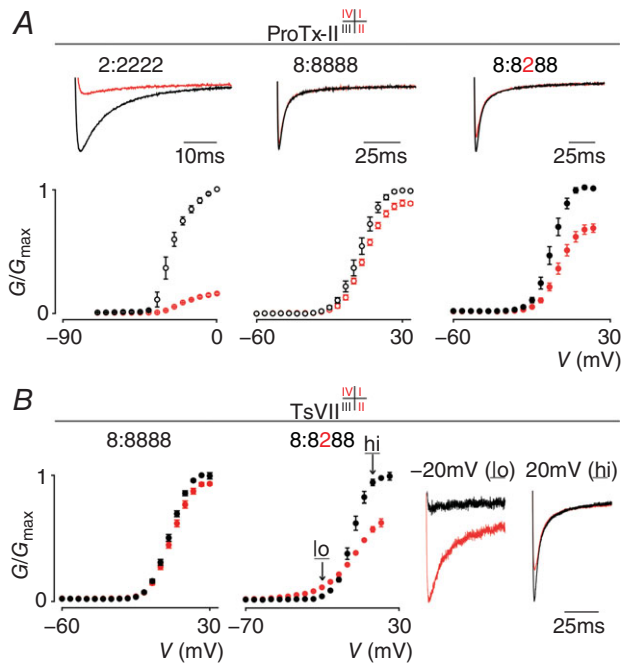 A
ProTx-II IV I III II
2:2222 8:8888 8:8288
10ms 25ms 25ms
1
G/Gmax
0
−90 0 −60 30 −60 30
V (mV)
B
TsVII IV I III II
8:8888 8:8288
hi −20mV (lo) 20mV (hi)
1
G/Gmax
lo
0
−60 30 −70 30 25ms
V (mV) V (mV)